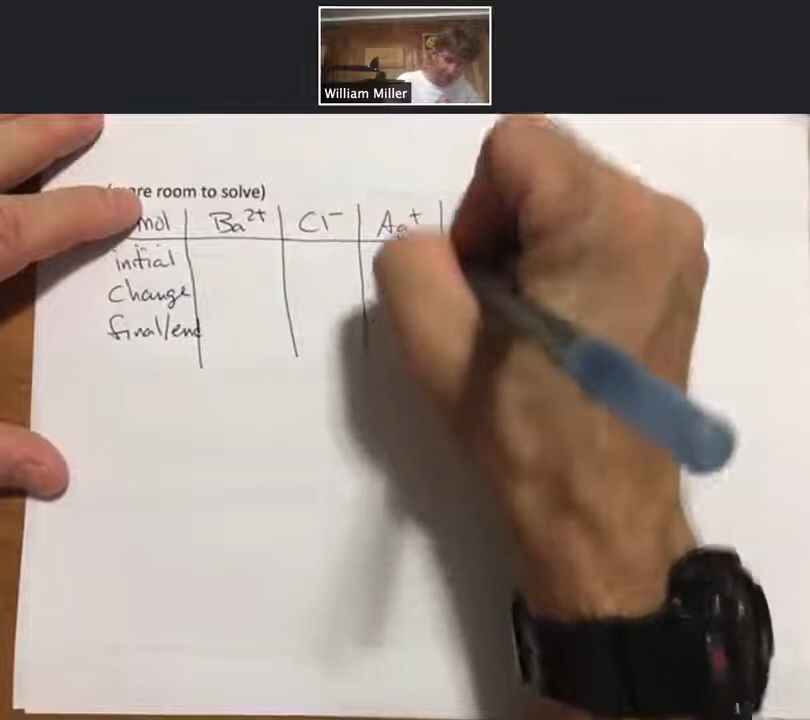 William Miller
room to solve)
mol Ba²⁺ Cl⁻ Ag⁺
initial
change
final/end